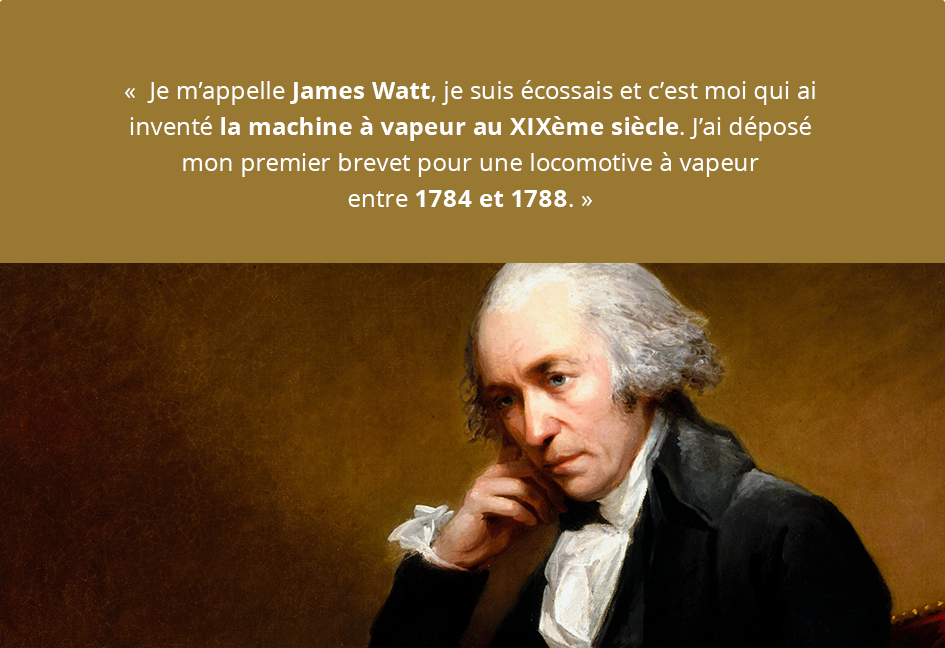 «  Je m’appelle James Watt, je suis écossais et c’est moi qui ai
inventé la machine à vapeur au XIXème siècle. J’ai déposé
mon premier brevet pour une locomotive à vapeur
entre 1784 et 1788. »